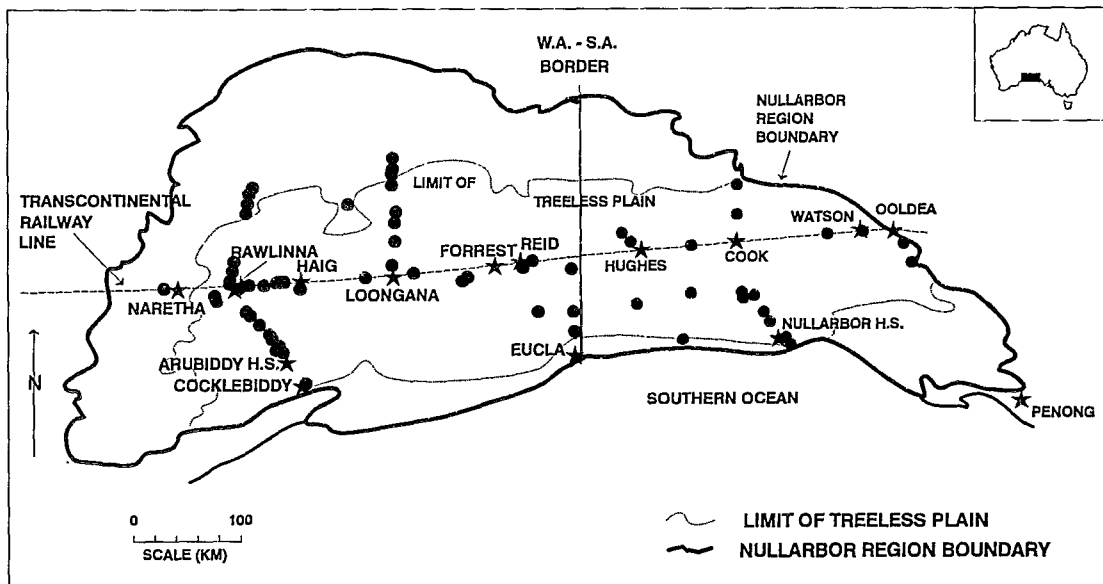 W.A. - S.A.
BORDER
NULLARBOR
REGION
BOUNDARY
TRANSCONTINENTAL
RAILWAY
LINE
LIMIT OF
TREELESS PLAIN
WATSON
OOLDEA
RAWLINNA
HAIG
FORREST
REID
HUGHES
COOK
NARETHA
LOONGANA
NULLARBOR H.S.
EUCLA
ARUBIDDY H.S.
COCKLEBIDDY
N
SOUTHERN OCEAN
PENONG
0 100
SCALE (KM)
LIMIT OF TREELESS PLAIN
NULLARBOR REGION BOUNDARY